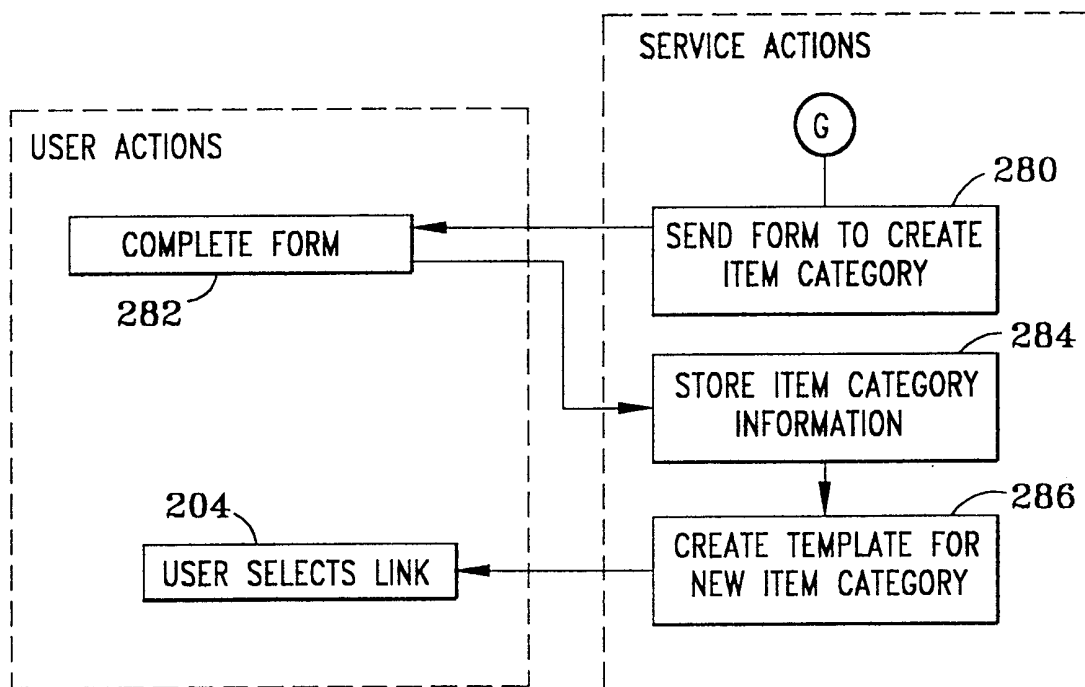 SERVICE ACTIONS
G
USER ACTIONS
280
SEND FORM TO CREATE
ITEM CATEGORY
COMPLETE FORM
282
284
STORE ITEM CATEGORY
INFORMATION
286
CREATE TEMPLATE FOR
NEW ITEM CATEGORY
204
USER SELECTS LINK